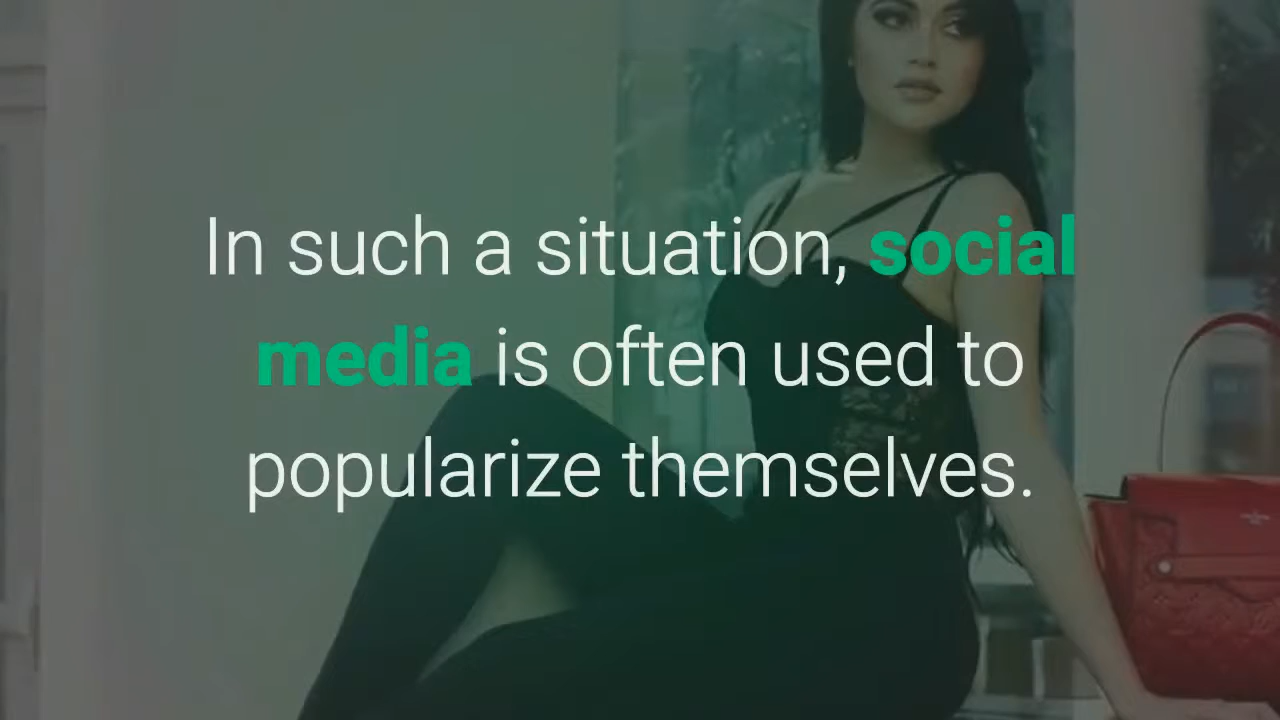 In such a situation, social
media is often used to
popularize themselves.